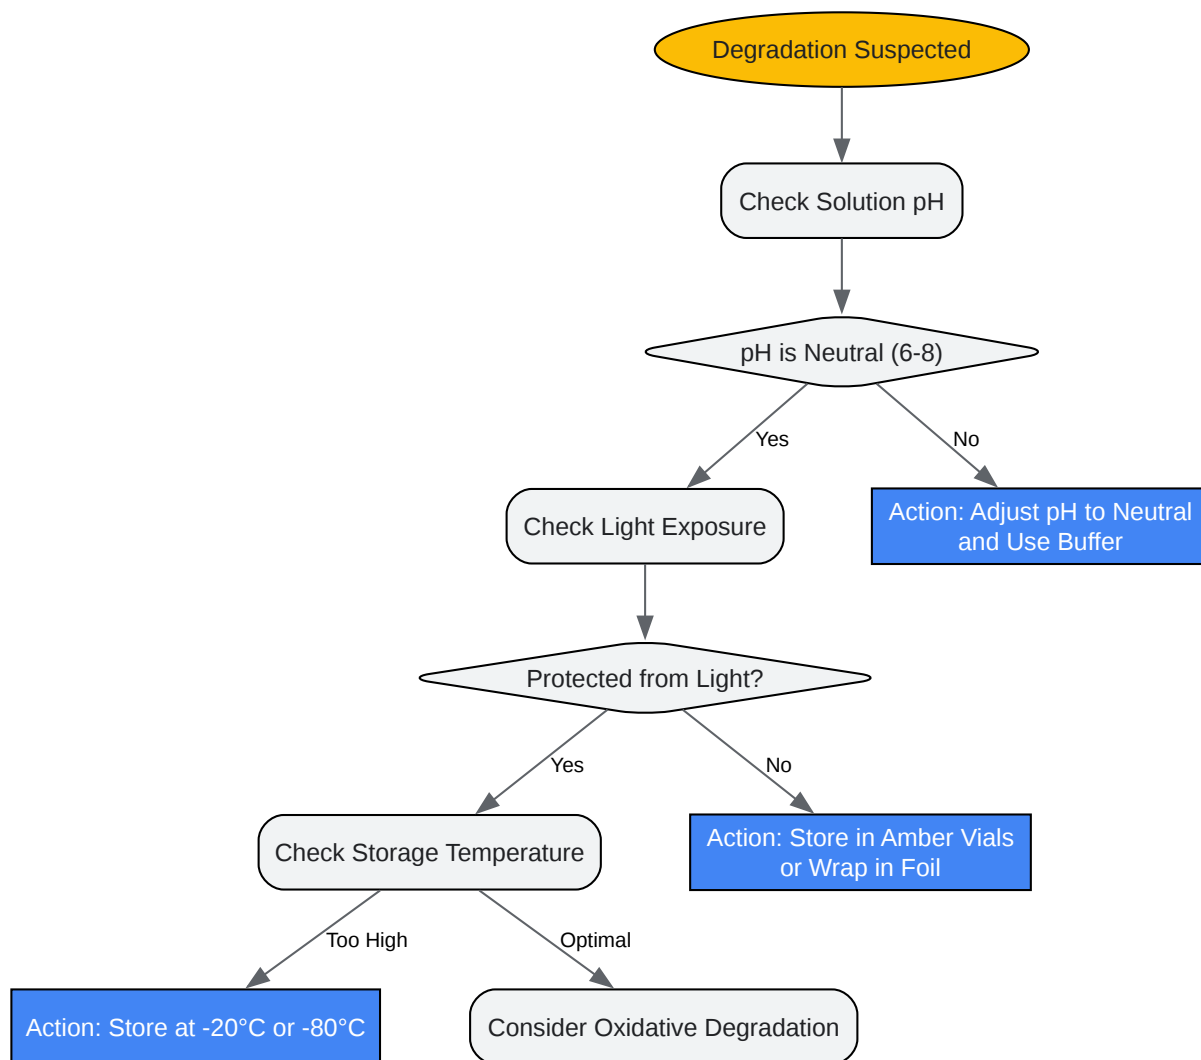 Degradation Suspected
Check Solution pH
pH is Neutral (6-8)
Yes
No
Check Light Exposure
Action: Adjust pH to Neutral
and Use Buffer
Protected from Light?
Yes
No
Check Storage Temperature
Action: Store in Amber Vials
or Wrap in Foil
Too High
Optimal
Action: Store at -20°C or -80°C
Consider Oxidative Degradation